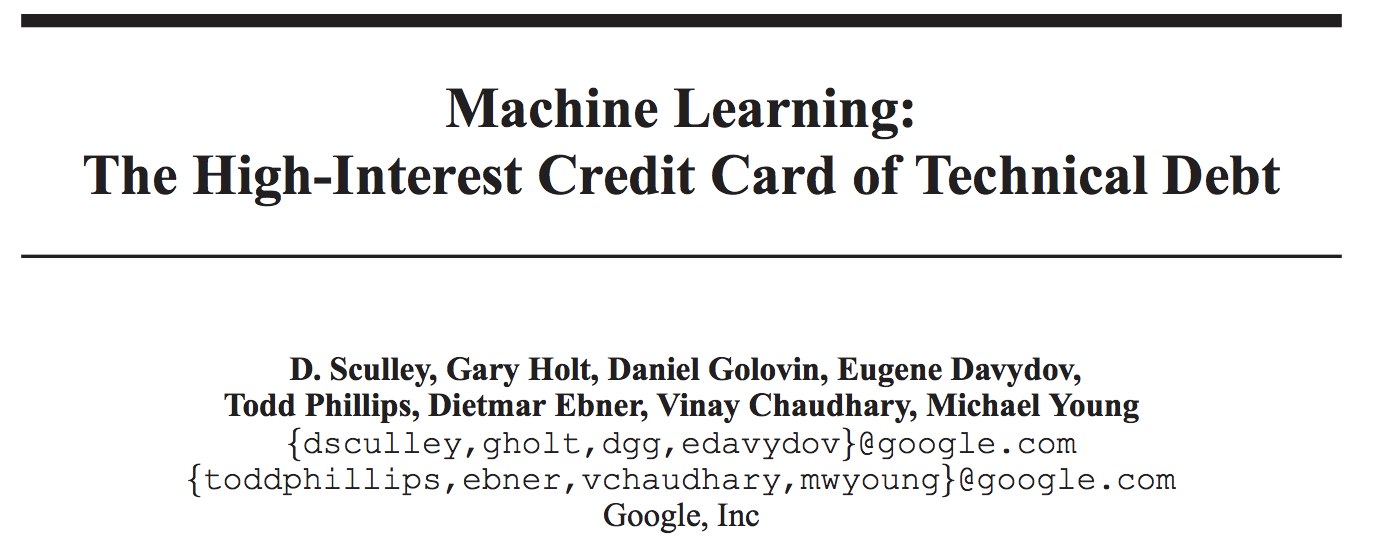 Machine Learning:
The High-Interest Credit Card of Technical Debt
D. Sculley, Gary Holt, Daniel Golovin, Eugene Davydov,
Todd Phillips, Dietmar Ebner, Vinay Chaudhary, Michael Young
{dsculley,gholt,dgg,edavydov}@google.com
{toddphillips,ebner,vchaudhary,mwyoung}@google.com
Google, Inc